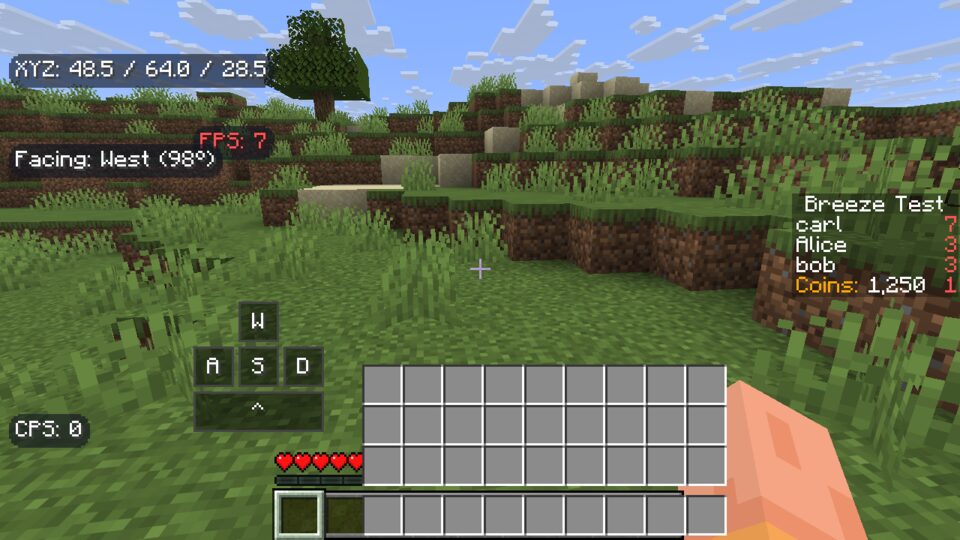 XYZ: 48.5 / 64.0 / 28.5
FPS: 7
Facing: West (98º)
Breeze Test
carl 7
Alice 3
bob 3
Coins: 1,250 1
W
A S D
^
CPS: 0